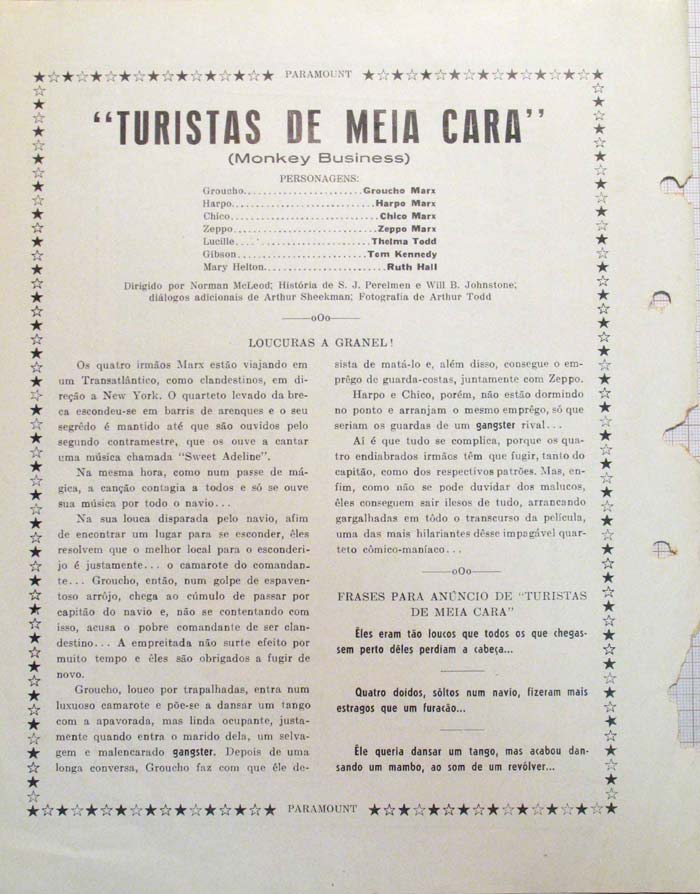 PARAMOUNT
"TURISTAS DE MEIA CARA"
(Monkey Business)
PERSONAGENS:
Groucho......................Groucho Marx
Harpo..........................Harpo Marx
Chico...........................Chico Marx
Zeppo..........................Zeppo Marx
Lucille.........................Thelma Todd
Gibson........................Tom Kennedy
Mary Helton.....................Ruth Hall
Dirigido por Norman McLeod; História de S. J. Perelmen e Will B. Johnstone;
diálogos adicionais de Arthur Sheekman; Fotografia de Arthur Todd
——oOo——
LOUCURAS A GRANEL!
Os quatro irmãos Marx estão viajando em
um Transatlântico, como clandestinos, em di-
reção a New York. O quarteto levado da bre-
ca escondeu-se em barris de arenques e o seu
segrêdo é mantido até que são ouvidos pelo
segundo contramestre, que os ouve a cantar
uma música chamada "Sweet Adeline".
Na mesma hora, como num passe de má-
gica, a canção contagia a todos e só se ouve
sua música por todo o navio...
Na sua louca disparada pelo navio, afim
de encontrar um lugar para se esconder, êles
resolvem que o melhor local para o esconderi-
jo é justamente... o camarote do comandan-
te... Groucho, então, num golpe de espaven-
toso arrôjo, chega ao cúmulo de passar por
capitão do navio e, não se contentando com
isso, acusa o pobre comandante de ser clan-
destino... A empreitada não surte efeito por
muito tempo e êles são obrigados a fugir de
novo.
Groucho, louco por trapalhadas, entra num
luxuoso camarote e põe-se a dansar um tango
com a apavorada, mas linda ocupante, justa-
mente quando entra o marido dela, um selva-
gem e malencarado gangster. Depois de uma
longa conversa, Groucho faz com que êle de-
sista de matá-lo e, além disso, consegue o em-
prêgo de guarda-costas, juntamente com Zeppo.
Harpo e Chico, porém, não estão dormindo
no ponto e arranjam o mesmo emprêgo, só que
seriam os guardas de um gangster rival...
Aí é que tudo se complica, porque os qua-
tro endiabrados irmãos têm que fugir, tanto do
capitão, como dos respectivos patrões. Mas, en-
fim, como não se pode duvidar dos malucos,
êles conseguem sair ilesos de tudo, arrancando
gargalhadas em tôdo o transcurso da película,
uma das mais hilariantes dêsse impagável quar-
teto cômico-maníaco...
——oOo——
FRASES PARA ANÚNCIO DE "TURISTAS
DE MEIA CARA"
Êles eram tão loucos que todos os que chegas-
sem perto dêles perdiam a cabeça...
Quatro doidos, sôltos num navio, fizeram mais
estragos que um furacão...
Êle queria dansar um tango, mas acabou dan-
sando um mambo, ao som de um revólver...
PARAMOUNT